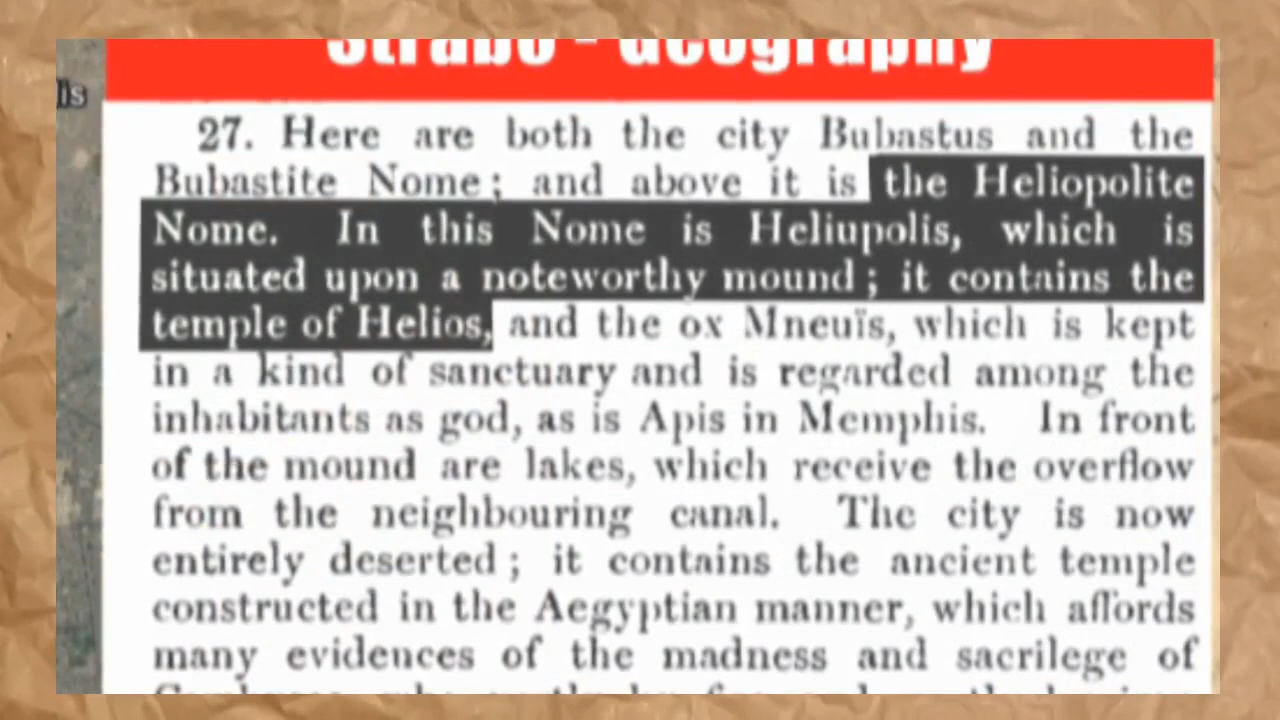 Strabo - Geography
27. Here are both the city Bubastus and the
Bubastite Nome; and above it is the Heliopolite
Nome. In this Nome is Heliupolis, which is
situated upon a noteworthy mound; it contains the
temple of Helios, and the ox Mneuïs, which is kept
in a kind of sanctuary and is regarded among the
inhabitants as god, as is Apis in Memphis. In front
of the mound are lakes, which receive the overflow
from the neighbouring canal. The city is now
entirely deserted; it contains the ancient temple
constructed in the Aegyptian manner, which affords
many evidences of the madness and sacrilege of